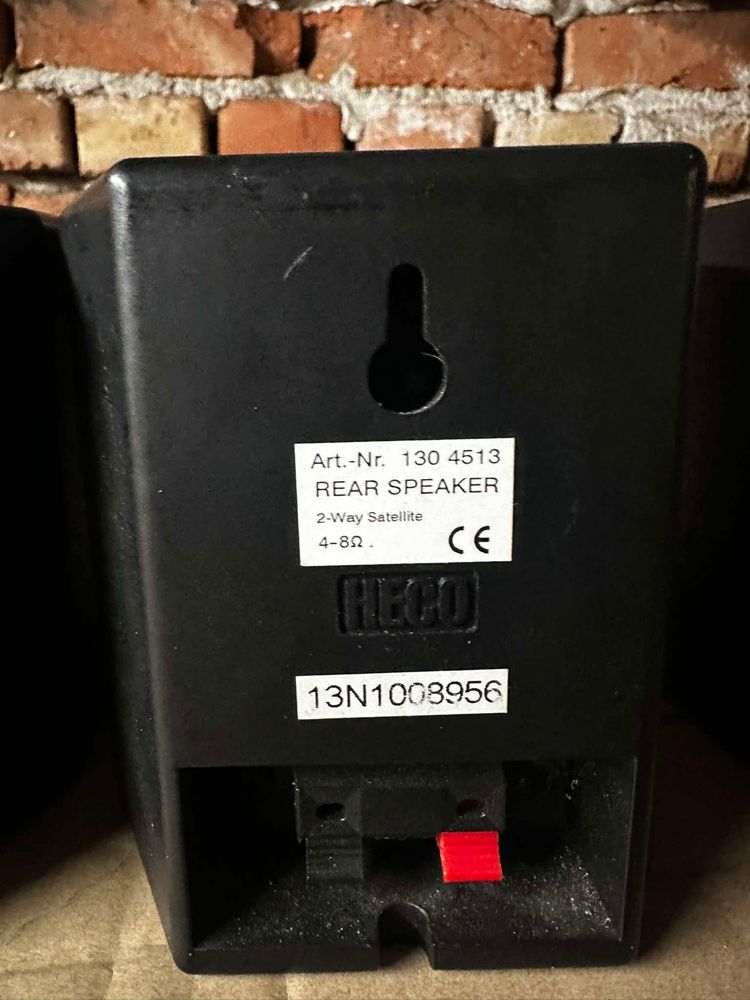 Art.-Nr. 130 4513
REAR SPEAKER
2-Way Satellite
4-8Ω .
CE
HECO
13N1008956